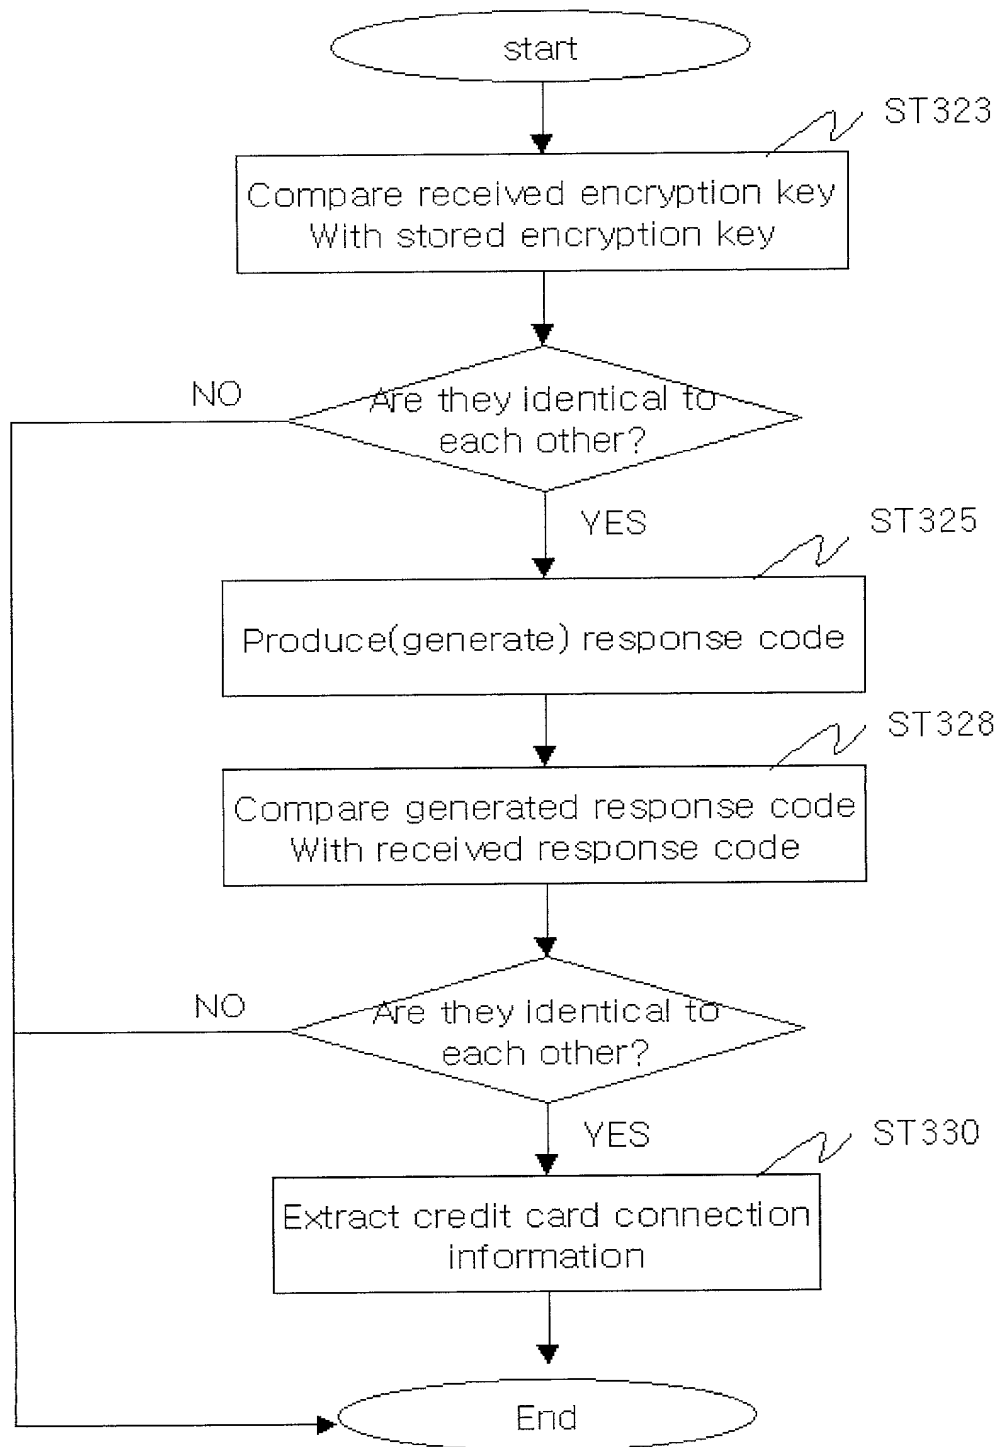 start
ST323
Compare received encryption key
With stored encryption key
NO
Are they identical to
each other?
YES
ST325
Produce(generate) response code
ST328
Compare generated response code
With received response code
NO
Are they identical to
each other?
YES
ST330
Extract credit card connection
information
End